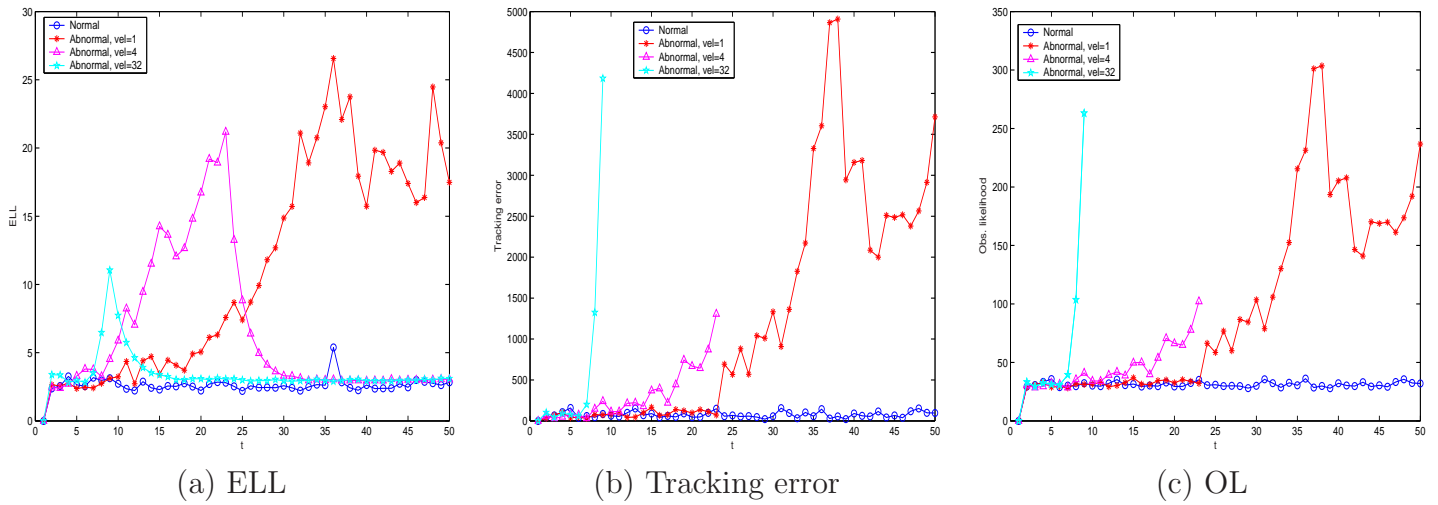 Normal
Abnormal, vel=1
Abnormal, vel=4
Abnormal, vel=32
30
25
20
15
10
5
0
ELL
0 5 10 15 20 25 30 35 40 45 50
t
(a) ELL
Normal
Abnormal, vel=1
Abnormal, vel=4
Abnormal, vel=32
5000
4500
4000
3500
3000
2500
2000
1500
1000
500
0
Tracking error
0 5 10 15 20 25 30 35 40 45 50
t
(b) Tracking error
Normal
Abnormal, vel=1
Abnormal, vel=4
Abnormal, vel=32
350
300
250
200
150
100
50
0
Obs. likelihood
0 5 10 15 20 25 30 35 40 45 50
t
(c) OL